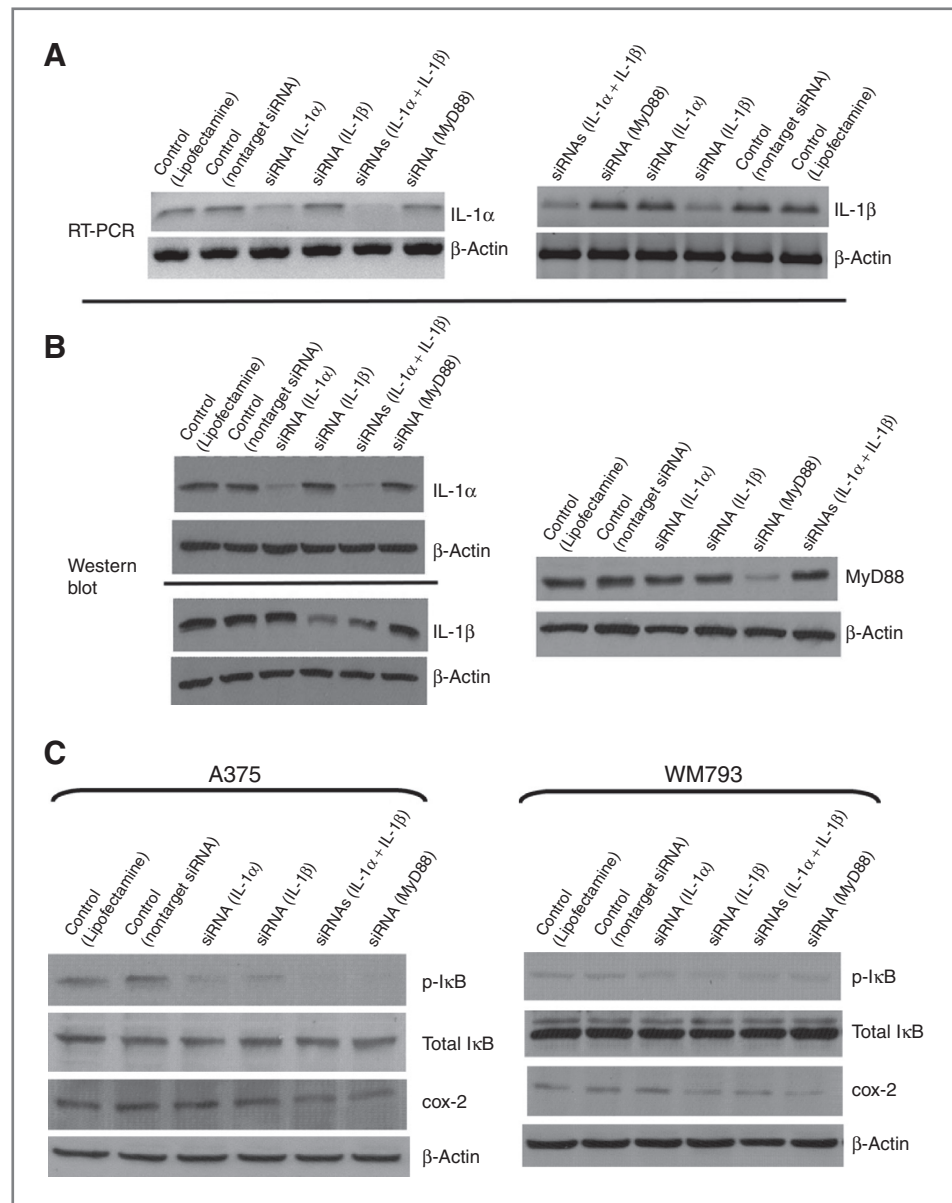 A
Control
(Lipofectamine)
Control
(nontarget siRNA)
siRNA (IL-1α)
siRNA (IL-1β)
siRNAs (IL-1α + IL-1β)
siRNA (MyD88)
RT-PCR
IL-1α
β-Actin
siRNAs (IL-1α + IL-1β)
siRNA (MyD88)
siRNA (IL-1α)
siRNA (IL-1β)
Control
(nontarget siRNA)
Control
(Lipofectamine)
IL-1β
β-Actin
B
Control
(Lipofectamine)
Control
(nontarget siRNA)
siRNA (IL-1α)
siRNA (IL-1β)
siRNAs (IL-1α + IL-1β)
siRNA (MyD88)
Western
blot
IL-1α
β-Actin
IL-1β
β-Actin
Control
(Lipofectamine)
Control
(nontarget siRNA)
siRNA (IL-1α)
siRNA (IL-1β)
siRNA (MyD88)
siRNAs (IL-1α + IL-1β)
MyD88
β-Actin
C
A375
Control
(Lipofectamine)
Control
(nontarget siRNA)
siRNA (IL-1α)
siRNA (IL-1β)
siRNAs (IL-1α + IL-1β)
siRNA (MyD88)
p-IκB
Total IκB
cox-2
β-Actin
WM793
Control
(Lipofectamine)
Control
(nontarget siRNA)
siRNA (IL-1α)
siRNA (IL-1β)
siRNAs (IL-1α + IL-1β)
siRNA (MyD88)
p-IκB
Total IκB
cox-2
β-Actin